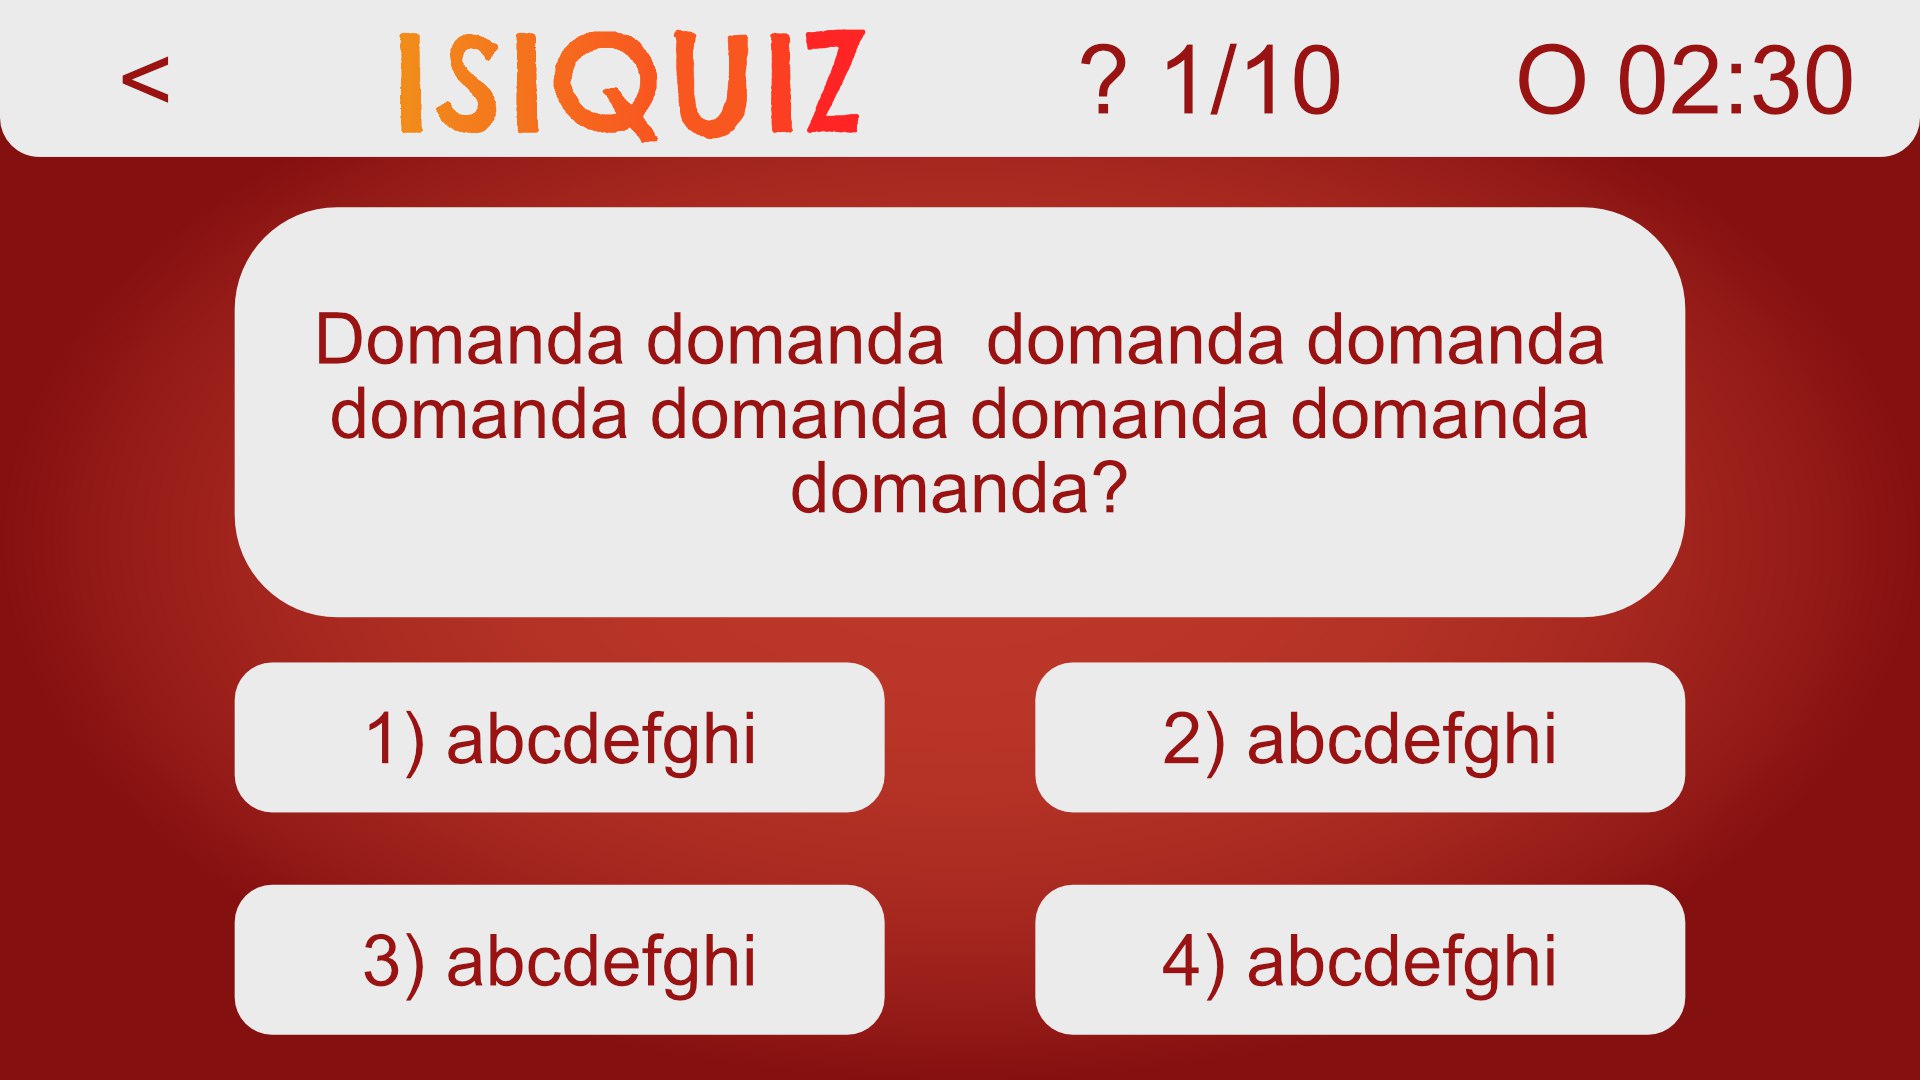 < ISIQUIZ ? 1/10 O 02:30
Domanda domanda  domanda domanda
domanda domanda domanda domanda
domanda?
1) abcdefghi
2) abcdefghi
3) abcdefghi
4) abcdefghi